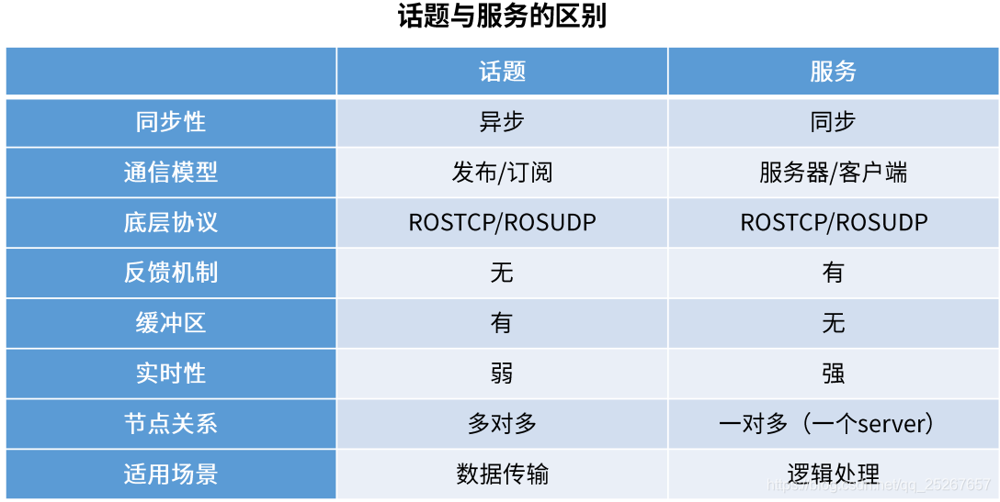 话题与服务的区别
话题 服务
同步性 异步 同步
通信模型 发布/订阅 服务器/客户端
底层协议 ROSTCP/ROSUDP ROSTCP/ROSUDP
反馈机制 无 有
缓冲区 有 无
实时性 弱 强
节点关系 多对多 一对多（一个server）
适用场景 数据传输 逻辑处理
https://blog.csdn.net/qq_25267657